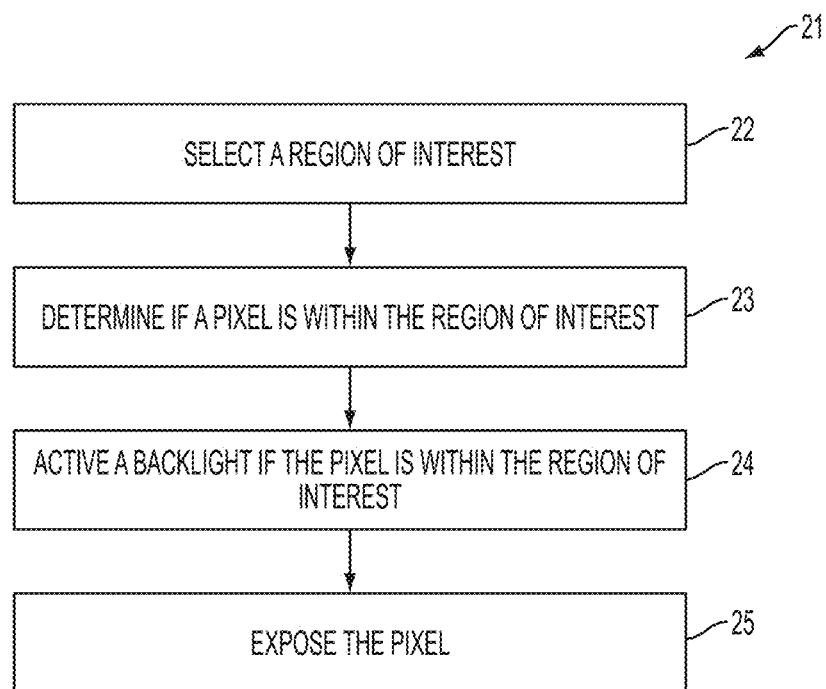 21
SELECT A REGION OF INTEREST
22
DETERMINE IF A PIXEL IS WITHIN THE REGION OF INTEREST
23
ACTIVE A BACKLIGHT IF THE PIXEL IS WITHIN THE REGION OF
INTEREST
24
EXPOSE THE PIXEL
25